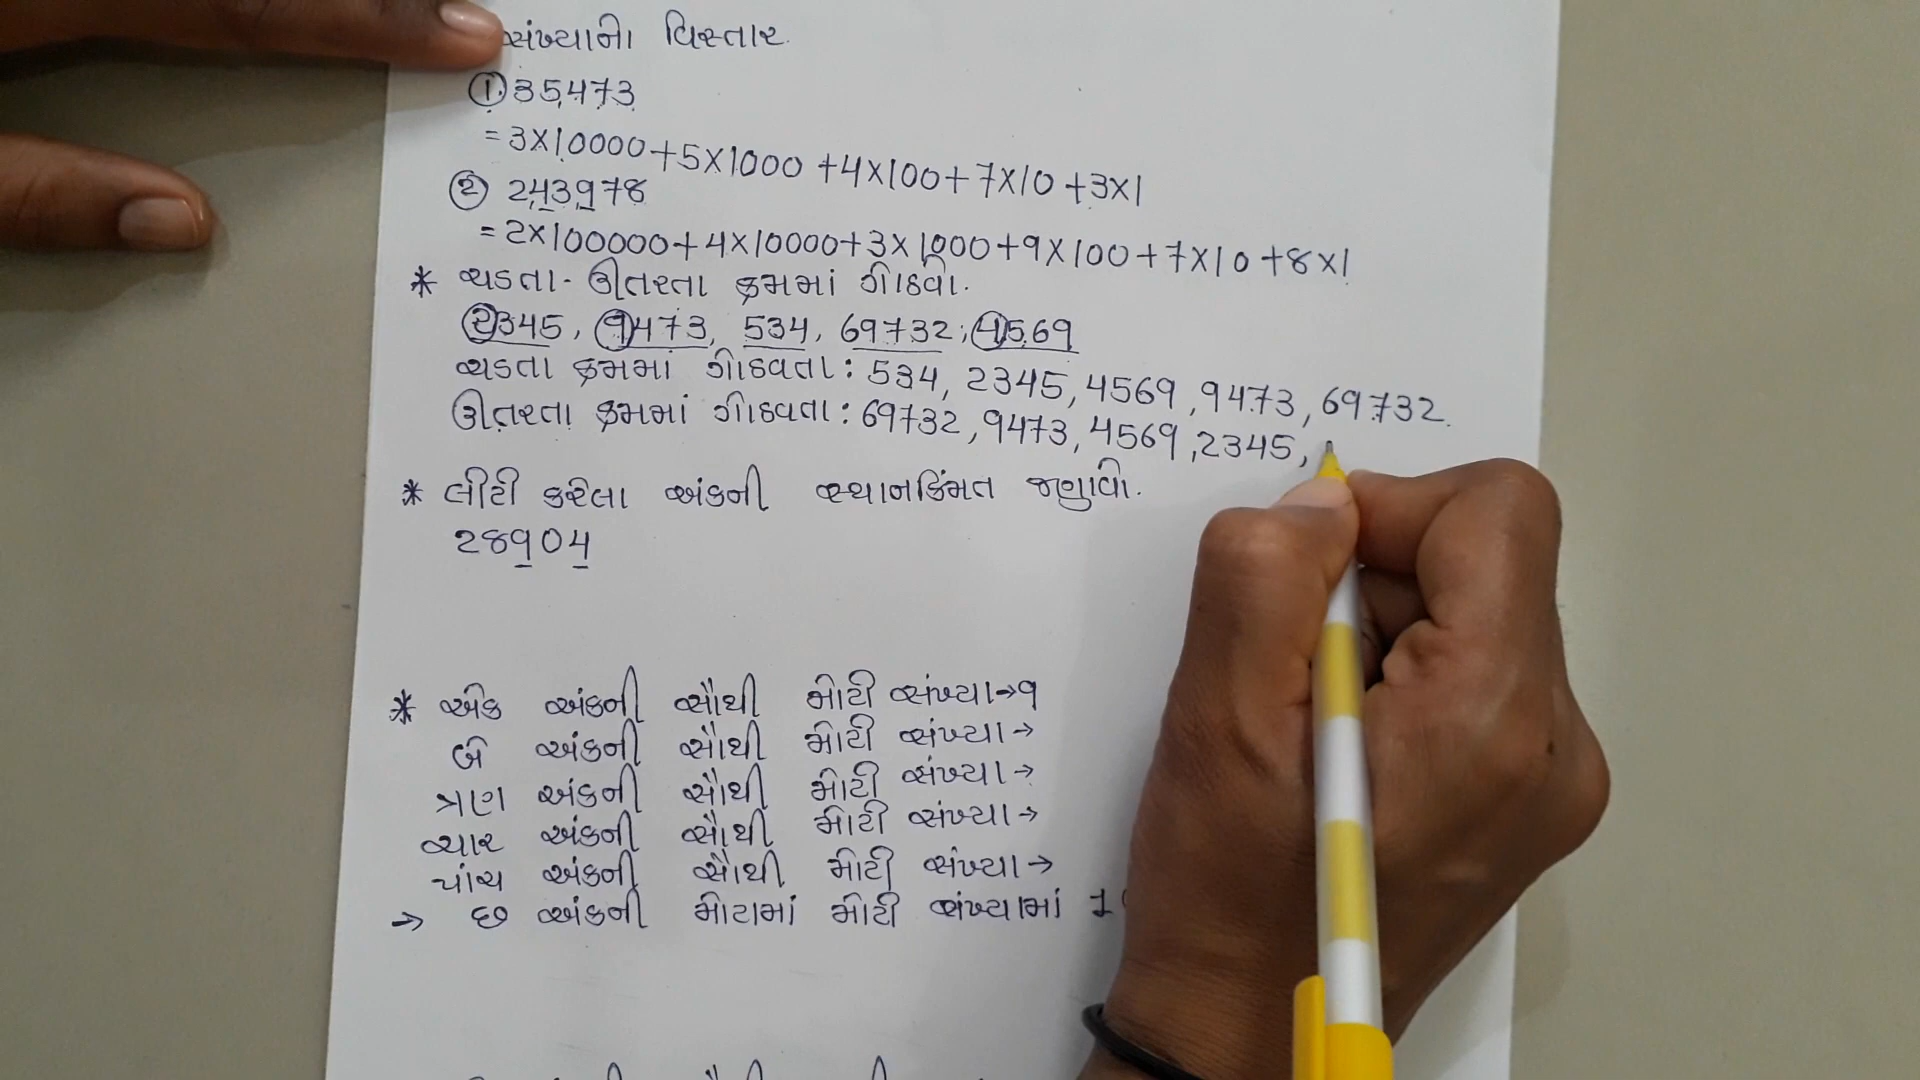 સંખ્યાનો વિસ્તાર.
① 35,473
= 3×10000+5×1000+4×100+7×10+3×1
② 243978
= 2×100000+4×10000+3×1000+9×100+7×10+8×1
* ચડતા-ઊતરતા ક્રમમાં ગોઠવો.
2345, 9473, 534, 69732, 4569
ચડતા ક્રમમાં ગોઠવતા : 534, 2345, 4569, 9473, 69732.
ઊતરતા ક્રમમાં ગોઠવતા : 69732, 9473, 4569, 2345,
* લીટી કરેલા અંકની સ્થાનકિંમત જણાવો.
28904
* એક અંકની સૌથી મોટી સંખ્યા→9
બે અંકની સૌથી મોટી સંખ્યા→
ત્રણ અંકની સૌથી મોટી સંખ્યા→
ચાર અંકની સૌથી મોટી સંખ્યા→
પાંચ અંકની સૌથી મોટી સંખ્યા→
→ છ અંકની મોટામાં મોટી સંખ્યામાં 1